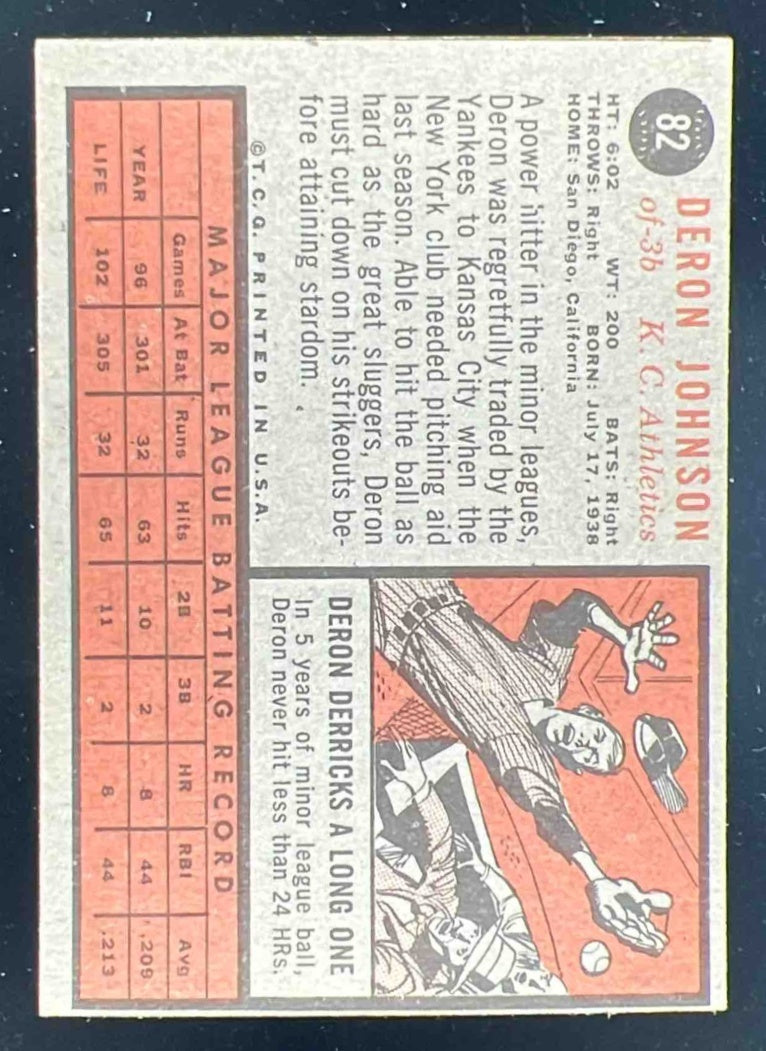 82
DERON JOHNSON
of-3b K. C. Athletics
HT: 6:02 WT: 200 BATS: Right
THROWS: Right BORN: July 17, 1938
HOME: San Diego, California
A power hitter in the minor leagues,
Deron was regretfully traded by the
Yankees to Kansas City when the
New York club needed pitching aid
last season. Able to hit the ball as
hard as the great sluggers, Deron
must cut down on his strikeouts be-
fore attaining stardom.
©T. C. G. PRINTED IN U. S. A.
DERON DERRICKS A LONG ONE
In 5 years of minor league ball,
Deron never hit less than 24 HRs.
MAJOR LEAGUE BATTING RECORD
Games At Bat Runs Hits 2B 3B HR RBI Avg
YEAR 96 301 32 63 10 2 8 44 .209
LIFE 102 305 32 65 11 2 8 44 .213